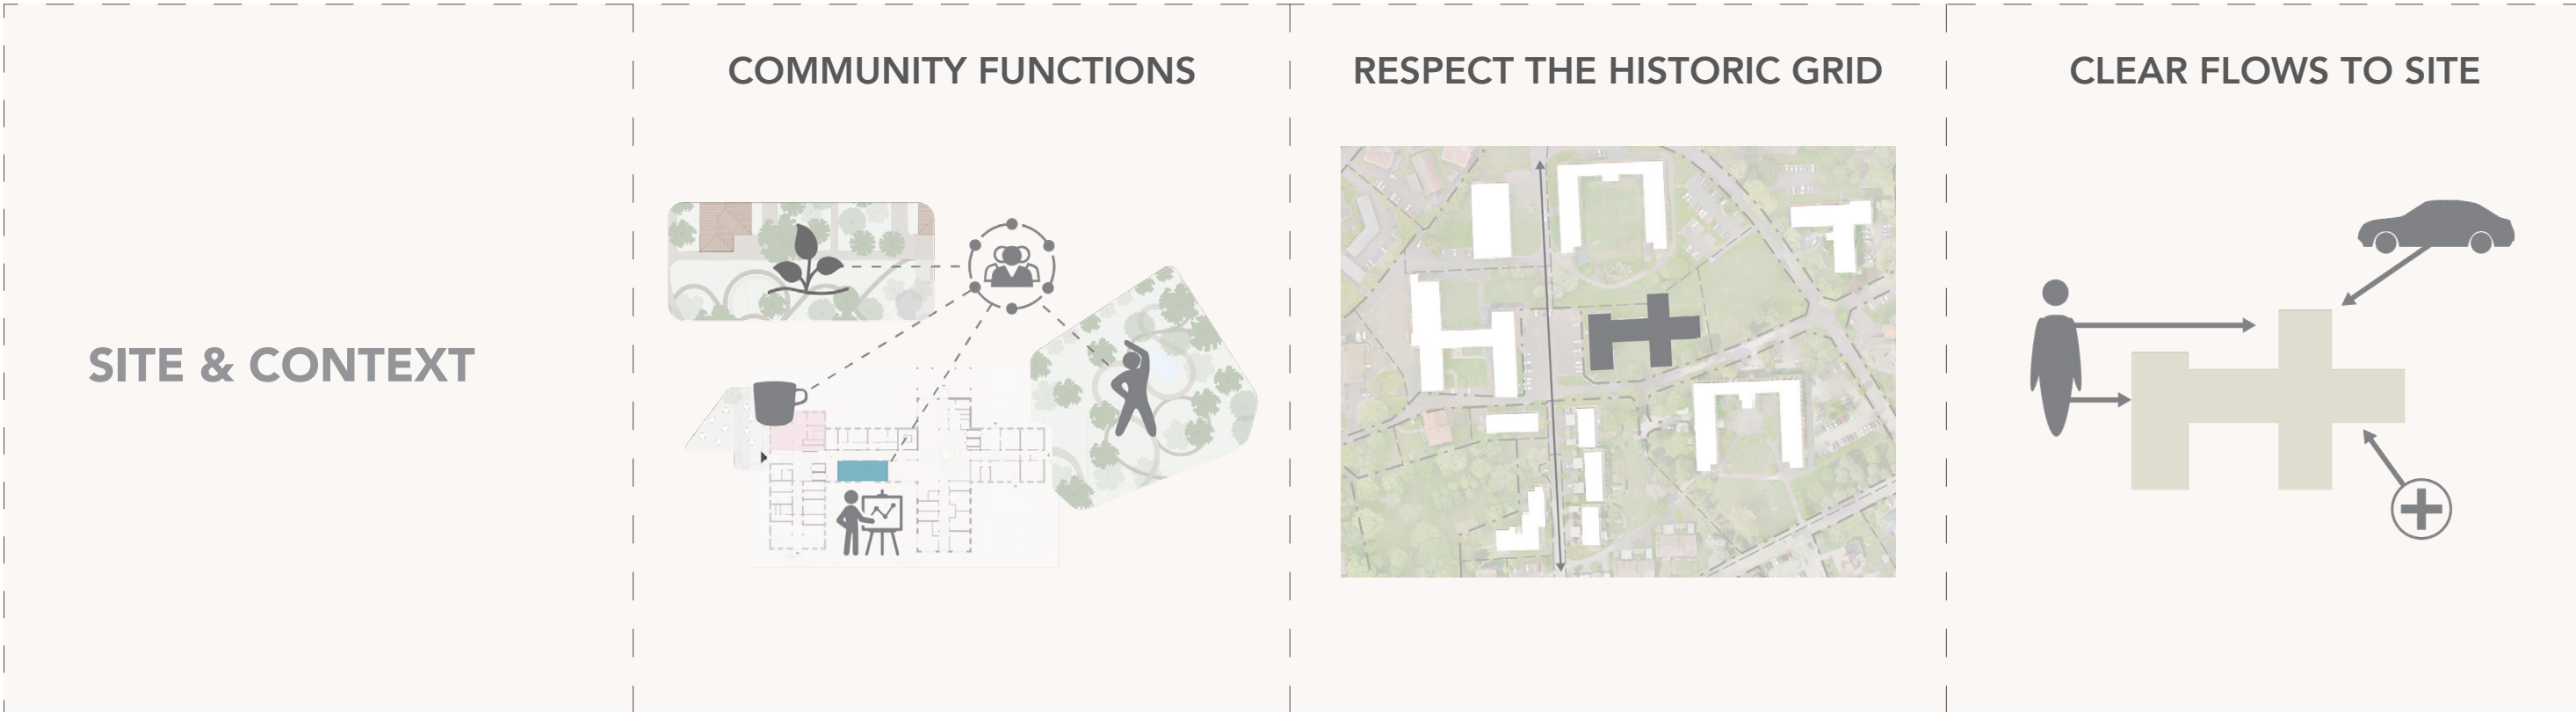 SITE & CONTEXT
COMMUNITY FUNCTIONS
RESPECT THE HISTORIC GRID
CLEAR FLOWS TO SITE